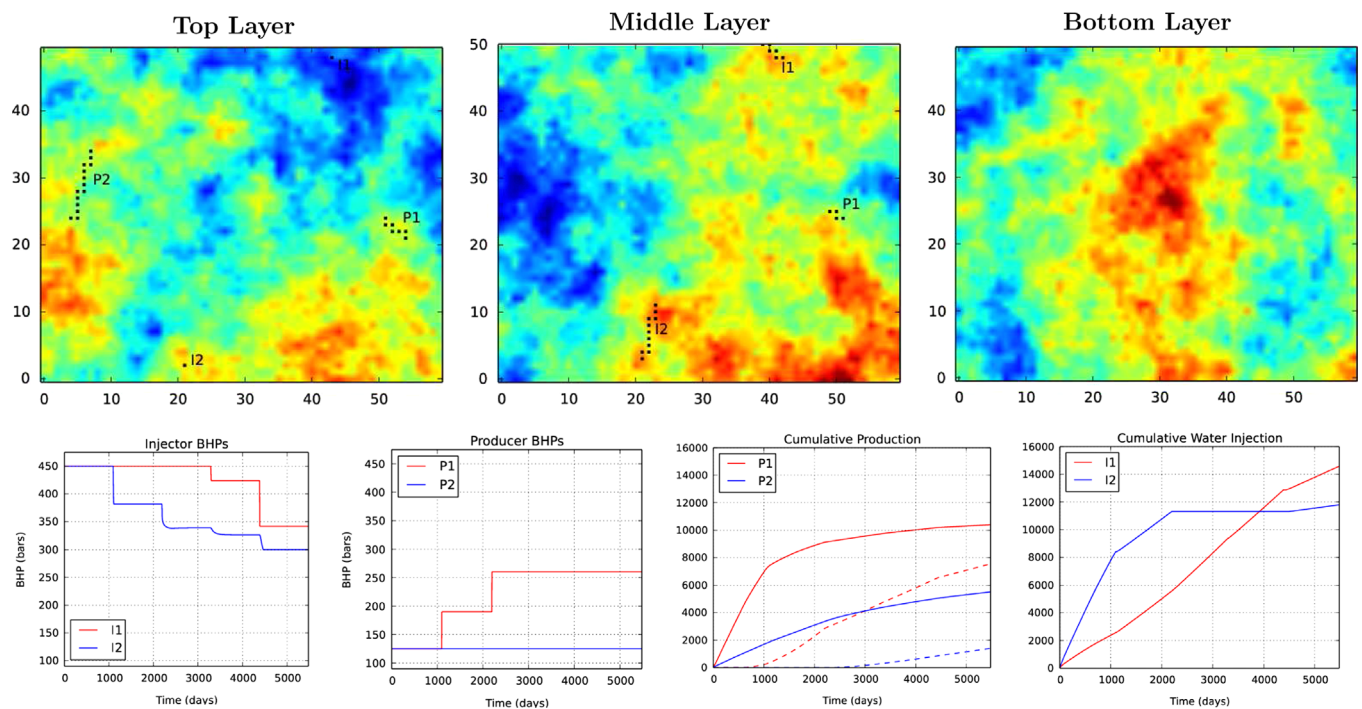 Top Layer
Middle Layer
Bottom Layer
I1
P2
P1
I2
40
30
20
10
0
0 10 20 30 40 50
I1
P1
I2
50
40
30
20
10
0
0 10 20 30 40 50
40
30
20
10
0
0 10 20 30 40 50
Injector BHPs
450
400
350
300
250
200
150
100
BHP (bars)
I1
I2
0 1000 2000 3000 4000 5000
Time (days)
Producer BHPs
450
400
350
300
250
200
150
100
BHP (bars)
P1
P2
0 1000 2000 3000 4000 5000
Time (days)
Cumulative Production
16000
14000
12000
10000
8000
6000
4000
2000
0
P1
P2
0 1000 2000 3000 4000 5000
Time (days)
Cumulative Water Injection
16000
14000
12000
10000
8000
6000
4000
2000
0
I1
I2
0 1000 2000 3000 4000 5000
Time (days)